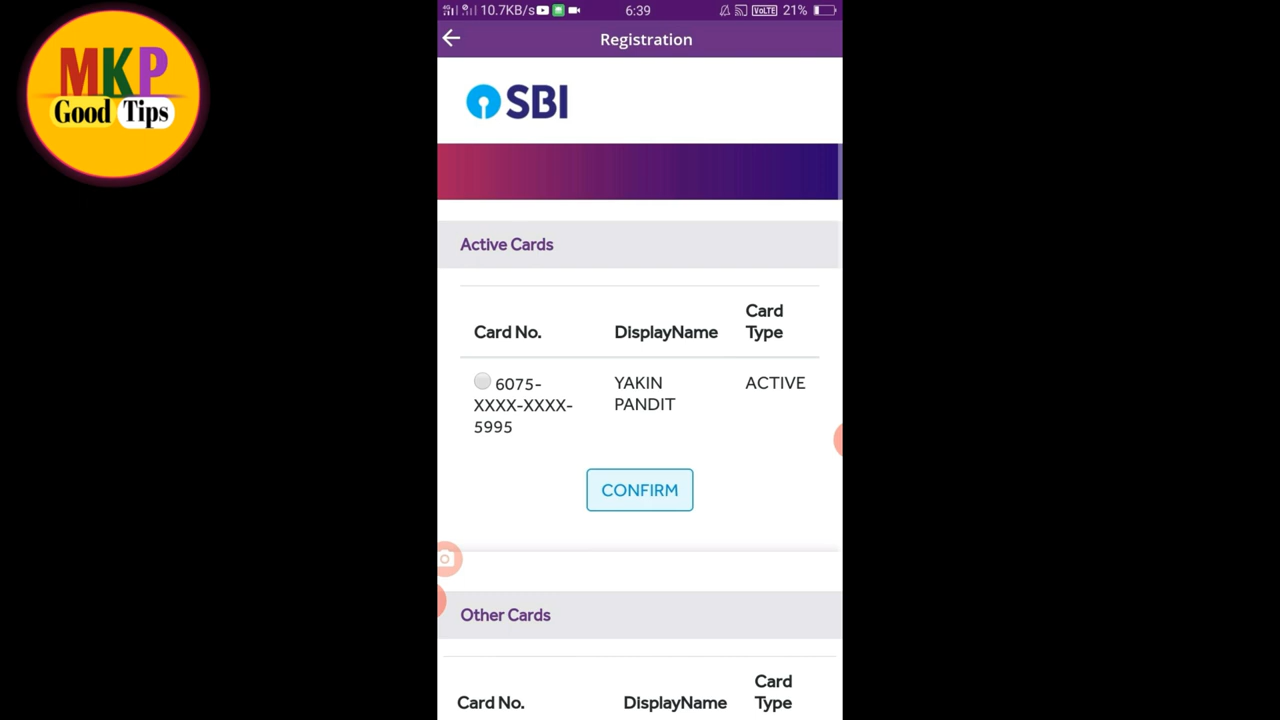 MKP
Good Tips
10.7KB/s
6:39
VoLTE
21%
Registration
SBI
Active Cards
Card No.
DisplayName
Card
Type
6075-
XXXX-XXXX-
5995
YAKIN
PANDIT
ACTIVE
CONFIRM
Other Cards
Card No.
DisplayName
Card
Type